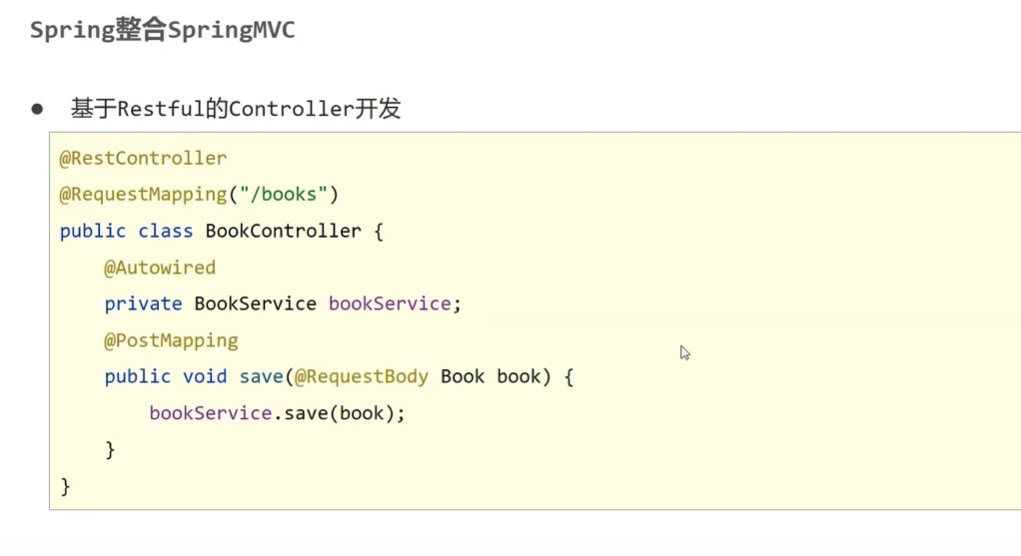 Spring整合SpringMVC
● 基于Restful的Controller开发
@RestController
@RequestMapping("/books")
public class BookController {
    @Autowired
    private BookService bookService;
    @PostMapping
    public void save(@RequestBody Book book) {
        bookService.save(book);
    }
}